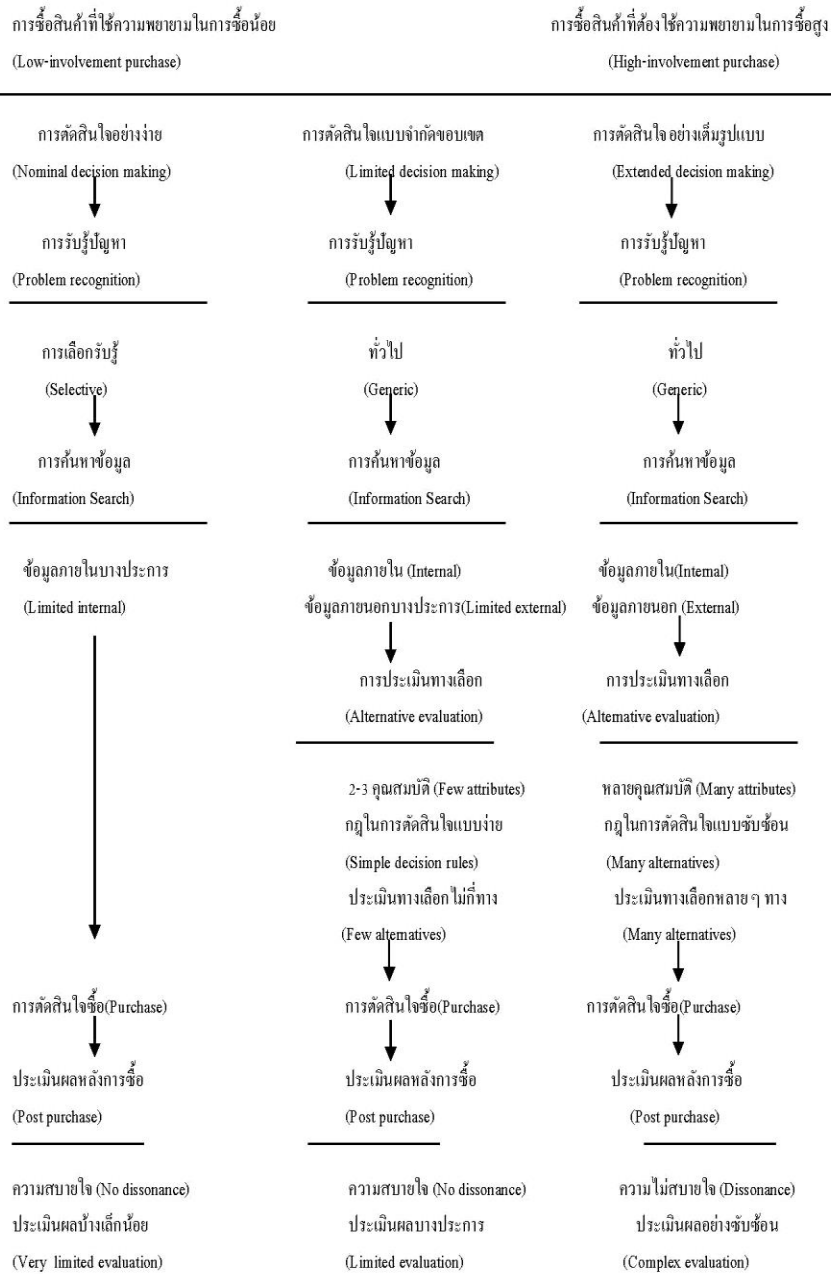 การซื้อสินค้าที่ใช้ความพยายามในการซื้อน้อย การซื้อสินค้าที่ต้องใช้ความพยายามในการซื้อสูง
(Low-involvement purchase) (High-involvement purchase)
การตัดสินใจอย่างง่าย การตัดสินใจแบบจำกัดขอบเขต การตัดสินใจอย่างเต็มรูปแบบ
(Nominal decision making) (Limited decision making) (Extended decision making)
การรับรู้ปัญหา การรับรู้ปัญหา การรับรู้ปัญหา
(Problem recognition) (Problem recognition) (Problem recognition)
การเลือกรับรู้ ทั่วไป ทั่วไป
(Selective) (Generic) (Generic)
การค้นหาข้อมูล การค้นหาข้อมูล การค้นหาข้อมูล
(Information Search) (Information Search) (Information Search)
ข้อมูลภายในบางประการ ข้อมูลภายใน (Internal) ข้อมูลภายใน(Internal)
(Limited internal) ข้อมูลภายนอกบางประการ(Limited external) ข้อมูลภายนอก (External)
การประเมินทางเลือก การประเมินทางเลือก
(Alternative evaluation) (Alternative evaluation)
2-3 คุณสมบัติ (Few attributes) หลายคุณสมบัติ (Many attributes)
กฎในการตัดสินใจแบบง่าย กฎในการตัดสินใจแบบซับซ้อน
(Simple decision rules) (Many alternatives)
ประเมินทางเลือกไม่กี่ทาง ประเมินทางเลือกหลาย ๆ ทาง
(Few alternatives) (Many alternatives)
การตัดสินใจซื้อ(Purchase) การตัดสินใจซื้อ(Purchase) การตัดสินใจซื้อ(Purchase)
ประเมินผลหลังการซื้อ ประเมินผลหลังการซื้อ ประเมินผลหลังการซื้อ
(Post purchase) (Post purchase) (Post purchase)
ความสบายใจ (No dissonance) ความสบายใจ (No dissonance) ความไม่สบายใจ (Dissonance)
ประเมินผลบ้างเล็กน้อย ประเมินผลบางประการ ประเมินผลอย่างซับซ้อน
(Very limited evaluation) (Limited evaluation) (Complex evaluation)